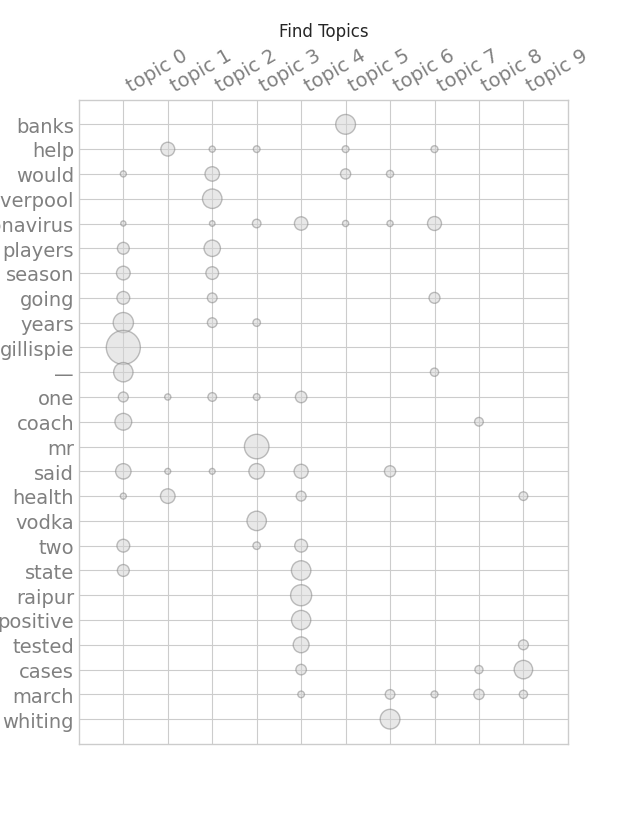 Find Topics
topic 0 topic 1 topic 2 topic 3 topic 4 topic 5 topic 6 topic 7 topic 8 topic 9
banks
help
would
verpool
navirus
players
season
going
years
gillispie
—
one
coach
mr
said
health
vodka
two
state
raipur
positive
tested
cases
march
whiting